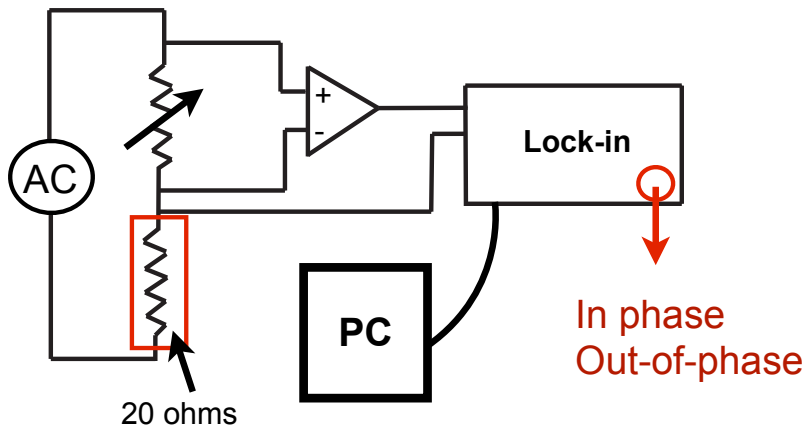 +
-
Lock-in
AC
PC
In phase
Out-of-phase
20 ohms